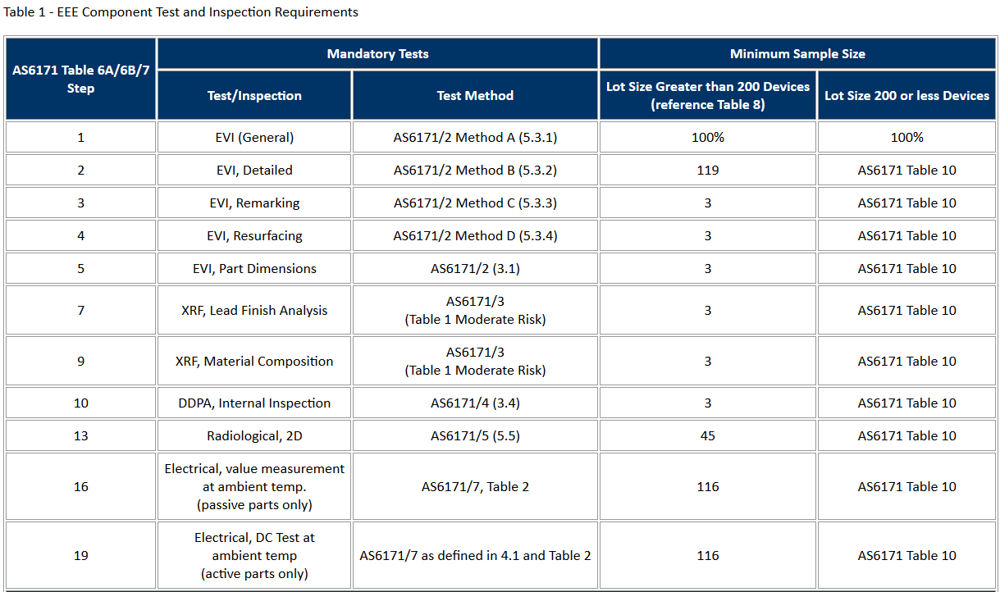 Table 1 - EEE Component Test and Inspection Requirements
AS6171 Table 6A/6B/7
Step
Mandatory Tests
Minimum Sample Size
Test/Inspection
Test Method
Lot Size Greater than 200 Devices
(reference Table 8)
Lot Size 200 or less Devices
1
EVI (General)
AS6171/2 Method A (5.3.1)
100%
100%
2
EVI, Detailed
AS6171/2 Method B (5.3.2)
119
AS6171 Table 10
3
EVI, Remarking
AS6171/2 Method C (5.3.3)
3
AS6171 Table 10
4
EVI, Resurfacing
AS6171/2 Method D (5.3.4)
3
AS6171 Table 10
5
EVI, Part Dimensions
AS6171/2 (3.1)
3
AS6171 Table 10
7
XRF, Lead Finish Analysis
AS6171/3
(Table 1 Moderate Risk)
3
AS6171 Table 10
9
XRF, Material Composition
AS6171/3
(Table 1 Moderate Risk)
3
AS6171 Table 10
10
DDPA, Internal Inspection
AS6171/4 (3.4)
3
AS6171 Table 10
13
Radiological, 2D
AS6171/5 (5.5)
45
AS6171 Table 10
16
Electrical, value measurement
at ambient temp.
(passive parts only)
AS6171/7, Table 2
116
AS6171 Table 10
19
Electrical, DC Test at
ambient temp
(active parts only)
AS6171/7 as defined in 4.1 and Table 2
116
AS6171 Table 10